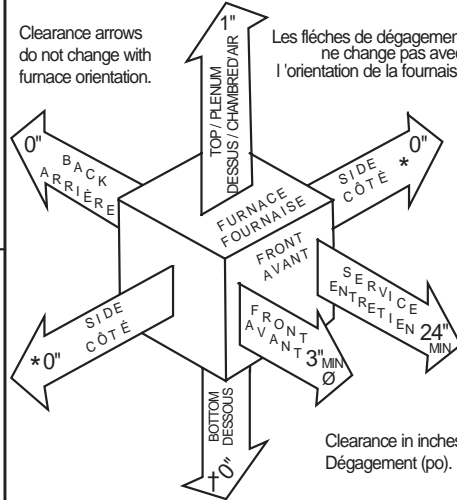 Clearance arrows
do not change with
furnace orientation.
Les fléches de dégagement
ne change pas avec
l 'orientation de la fournais
1"
TOP / PLENUM
DESSUS / CHAMBRED'AIR
0"
BACK
ARRIÈRE
0"
SIDE
CÔTÉ
*
FURNACE
FOURNAISE
FRONT
AVANT
SERVICE
ENTRETIEN
24"
MIN
SIDE
CÔTÉ
*0"
FRONT
AVANT
3" MIN
Ø
BOTTOM
DESSOUS
†0"
Clearance in inches
Dégagement (po).